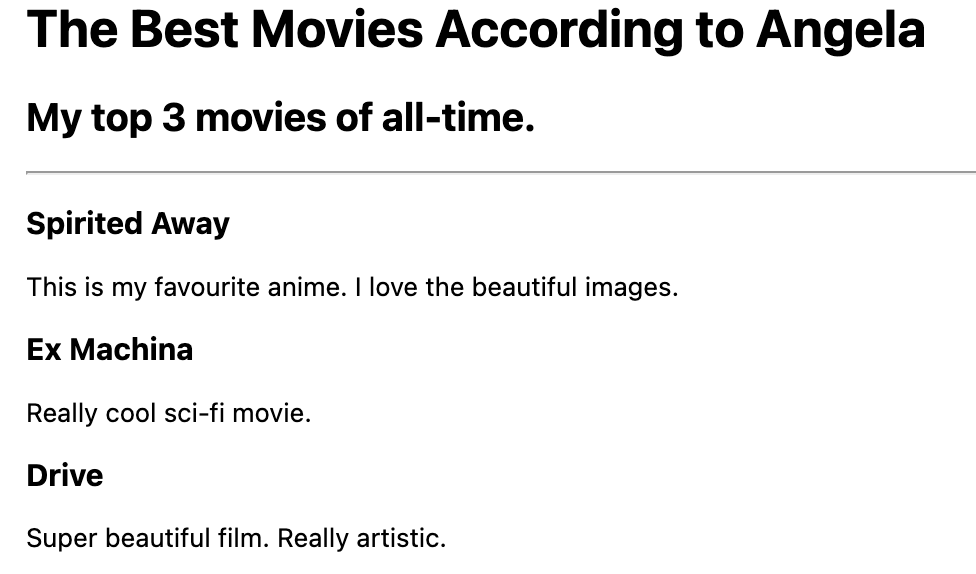 The Best Movies According to Angela
My top 3 movies of all-time.
Spirited Away
This is my favourite anime. I love the beautiful images.
Ex Machina
Really cool sci-fi movie.
Drive
Super beautiful film. Really artistic.